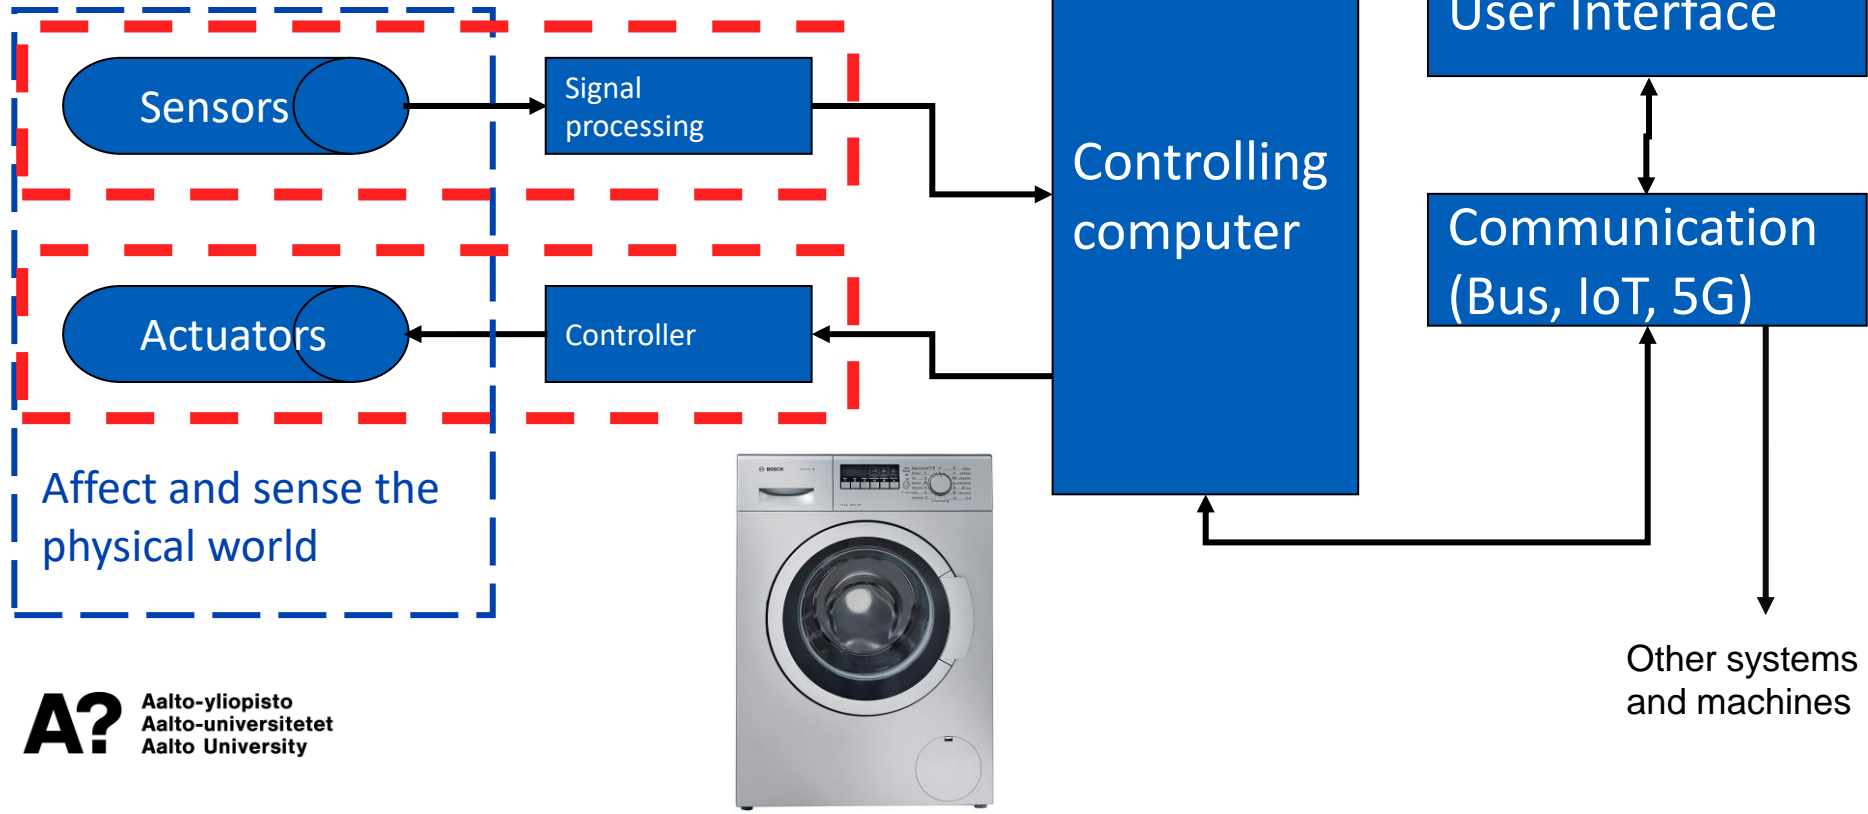 User Interface
Sensors
Signal
processing
Controlling
computer
Communication
(Bus, IoT, 5G)
Actuators
Controller
Affect and sense the
physical world
BOSCH
Other systems
and machines
A?
Aalto-yliopisto
Aalto-universitetet
Aalto University